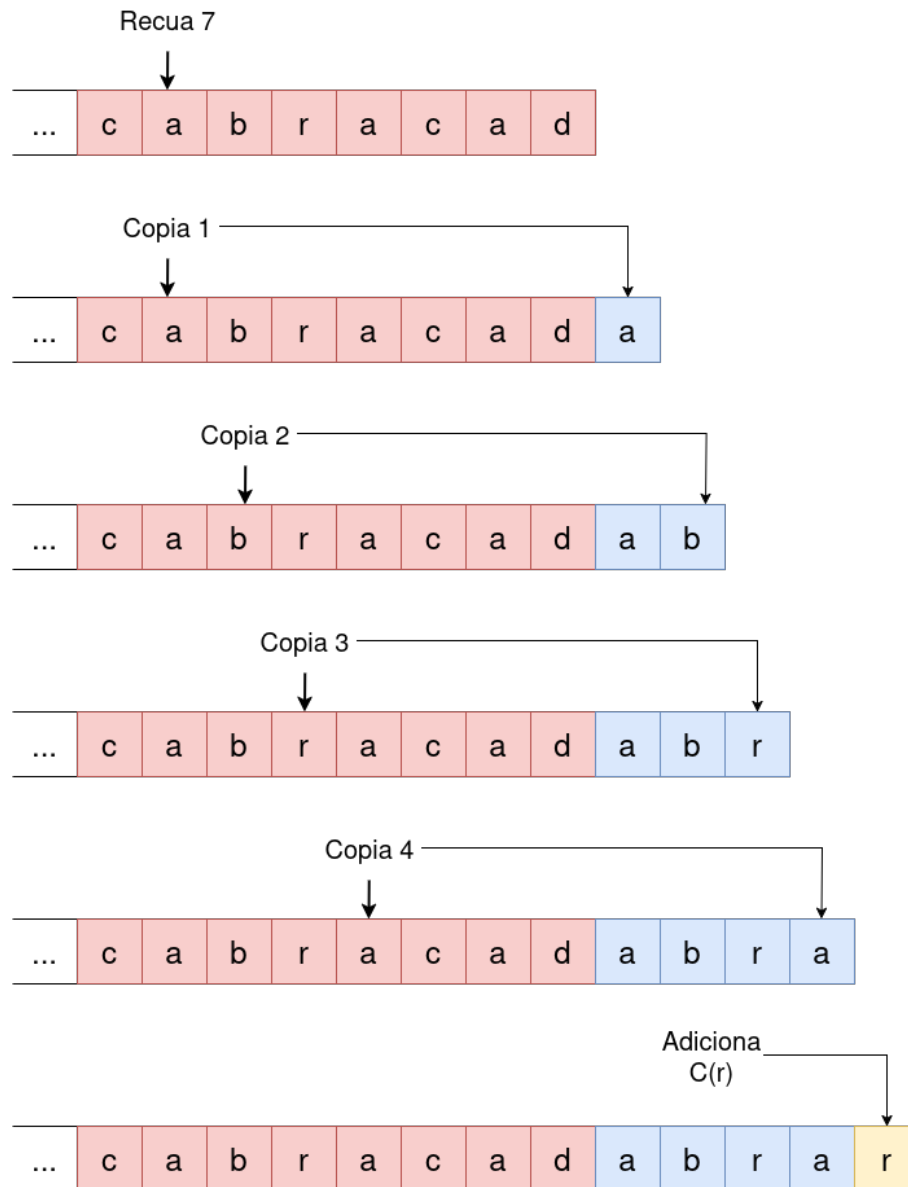 Recua 7
... c a b r a c a d
Copia 1
... c a b r a c a d a
Copia 2
... c a b r a c a d a b
Copia 3
... c a b r a c a d a b r
Copia 4
... c a b r a c a d a b r a
Adiciona
C(r)
... c a b r a c a d a b r a r